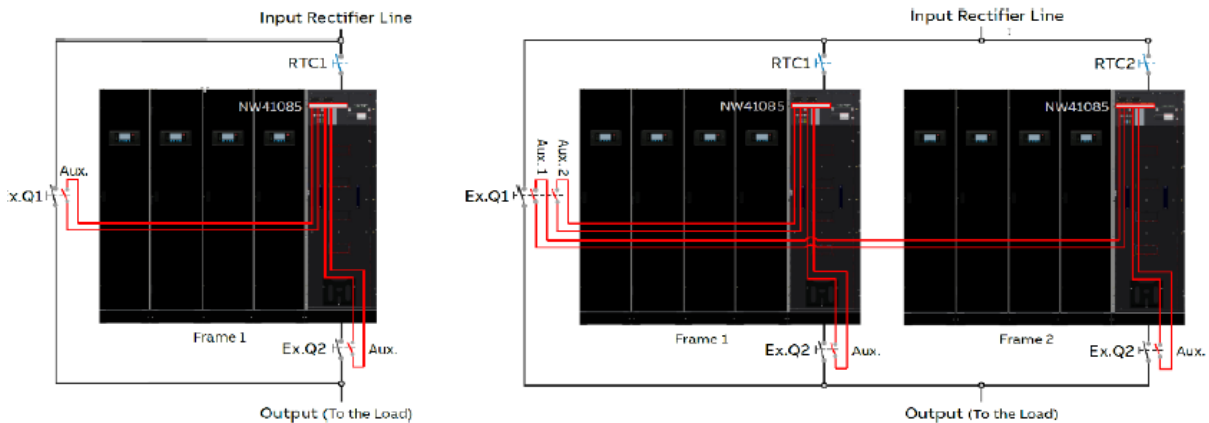 Input Rectifier Line
RTC1
NW41085
Aux.
x.Q1
Frame 1
Ex.Q2
Aux.
Output (To the Load)
Input Rectifier Line
RTC1
RTC2
NW41085
NW41085
Aux. 1
Aux. 2
Ex.Q1
Frame 1
Frame 2
Ex.Q2
Aux.
Ex.Q2
Aux.
Output (To the Load)